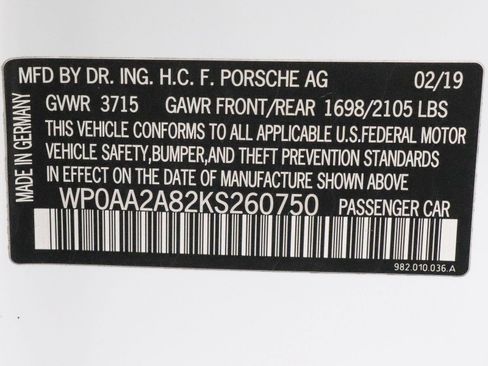 MFD BY DR. ING. H.C. F. PORSCHE AG 02/19
GVWR 3715 GAWR FRONT/REAR 1698/2105 LBS
THIS VEHICLE CONFORMS TO ALL APPLICABLE U.S.FEDERAL MOTOR
VEHICLE SAFETY,BUMPER,AND THEFT PREVENTION STANDARDS
IN EFFECT ON THE DATE OF MANUFACTURE SHOWN ABOVE
MADE IN GERMANY
WP0AA2A82KS260750 PASSENGER CAR
982.010.036.A